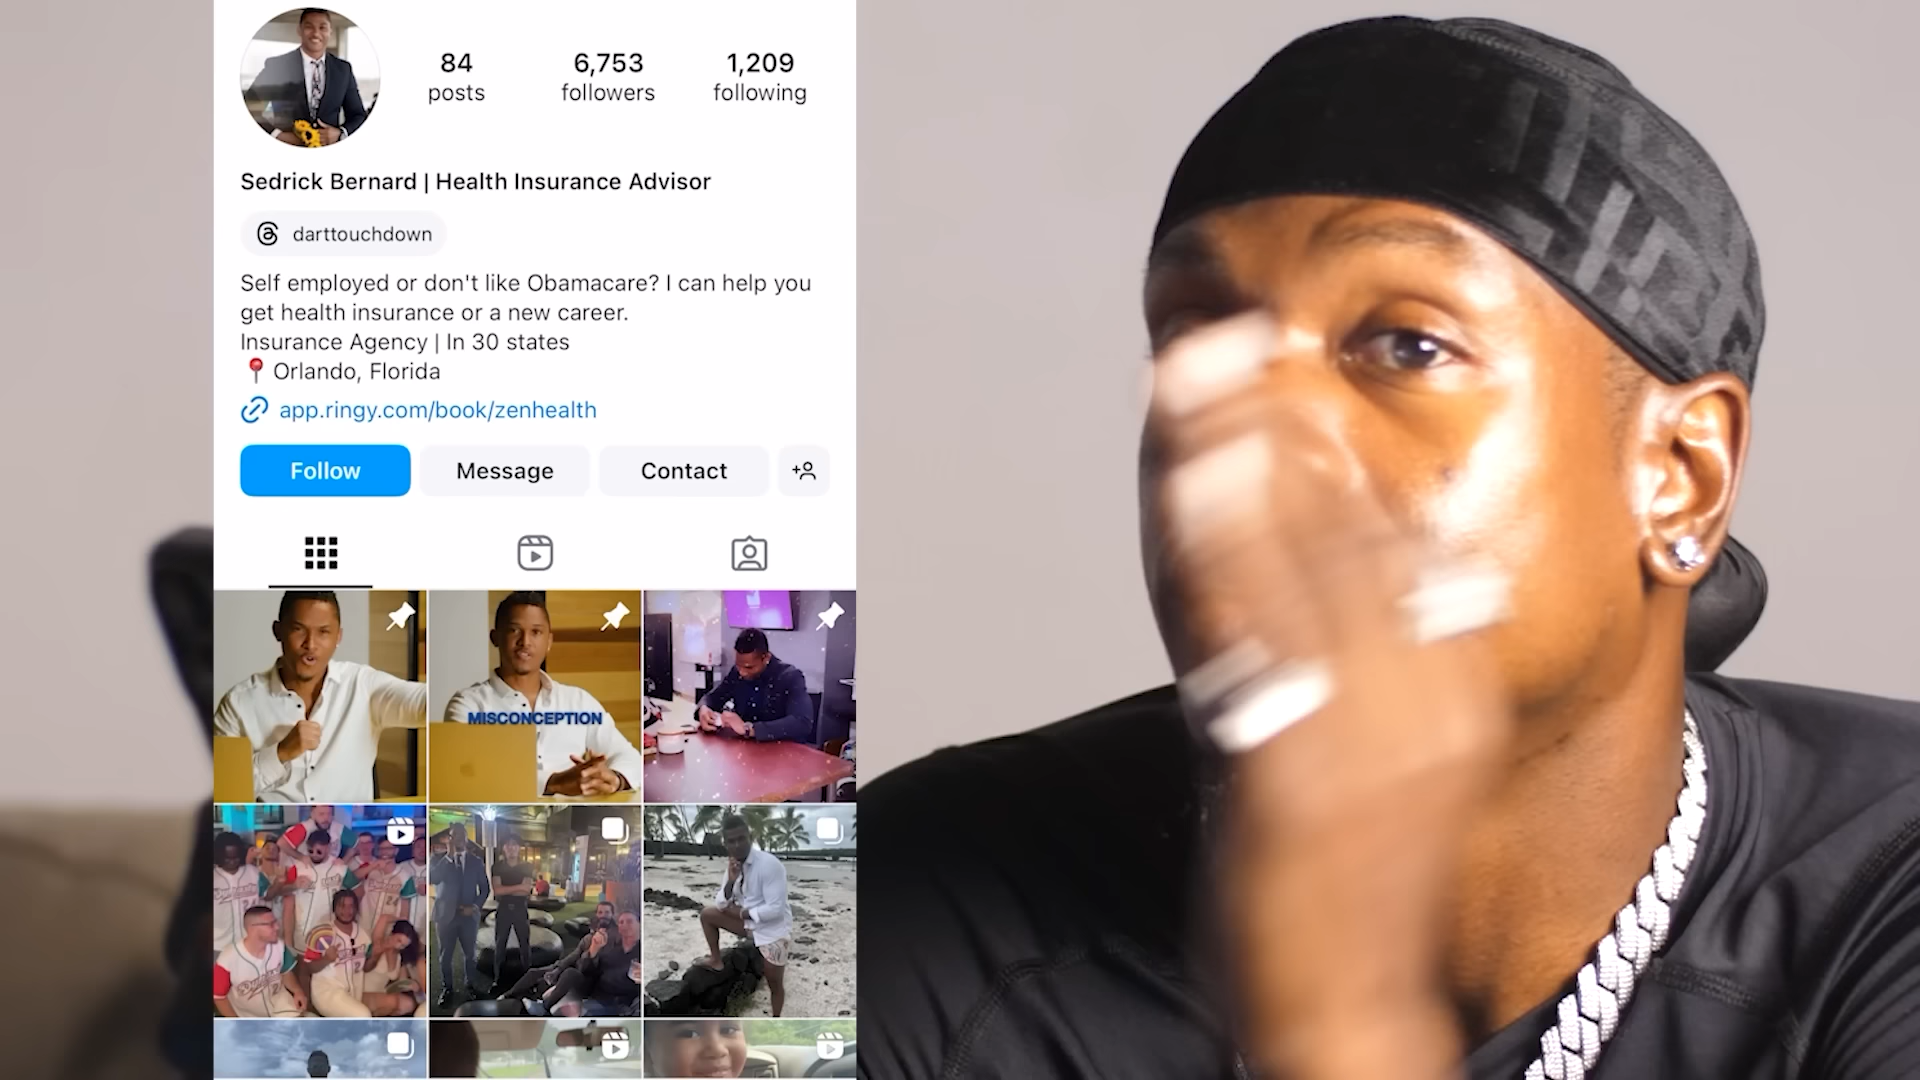 84
posts
6,753
followers
1,209
following
Sedrick Bernard | Health Insurance Advisor
darttouchdown
Self employed or don't like Obamacare? I can help you
get health insurance or a new career.
Insurance Agency | In 30 states
Orlando, Florida
app.ringy.com/book/zenhealth
Follow
Message
Contact
MISCONCEPTION